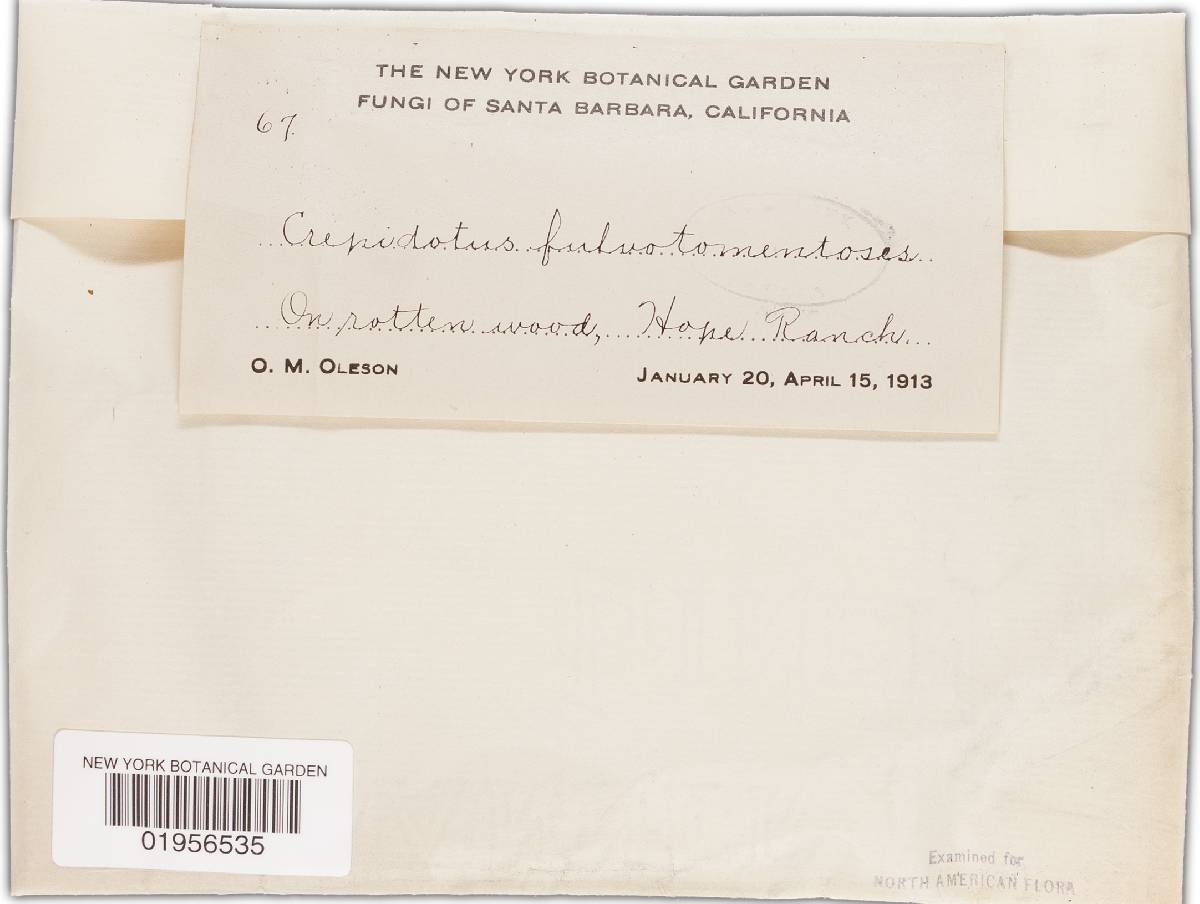 THE NEW YORK BOTANICAL GARDEN
FUNGI OF SANTA BARBARA, CALIFORNIA
67.
Crepidotus fulvotomentoses
On rotten wood, Hope Ranch
O. M. OLESON JANUARY 20, APRIL 15, 1913
NEW YORK BOTANICAL GARDEN
01956535
Examined for
NORTH AMERICAN FLORA